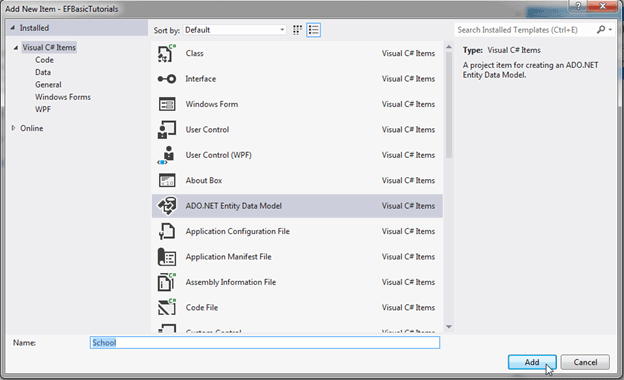 Add New Item - EFBasicTutorials
Installed
Sort by: Default
Search Installed Templates (Ctrl+E)
Visual C# Items
Code
Data
General
Windows Forms
WPF
Online
Class Visual C# Items
Interface Visual C# Items
Windows Form Visual C# Items
User Control Visual C# Items
User Control (WPF) Visual C# Items
About Box Visual C# Items
ADO.NET Entity Data Model Visual C# Items
Application Configuration File Visual C# Items
Application Manifest File Visual C# Items
Assembly Information File Visual C# Items
Code File Visual C# Items
Custom Control Visual C# Items
Type: Visual C# Items
A project item for creating an ADO.NET
Entity Data Model.
Name: School
Add Cancel